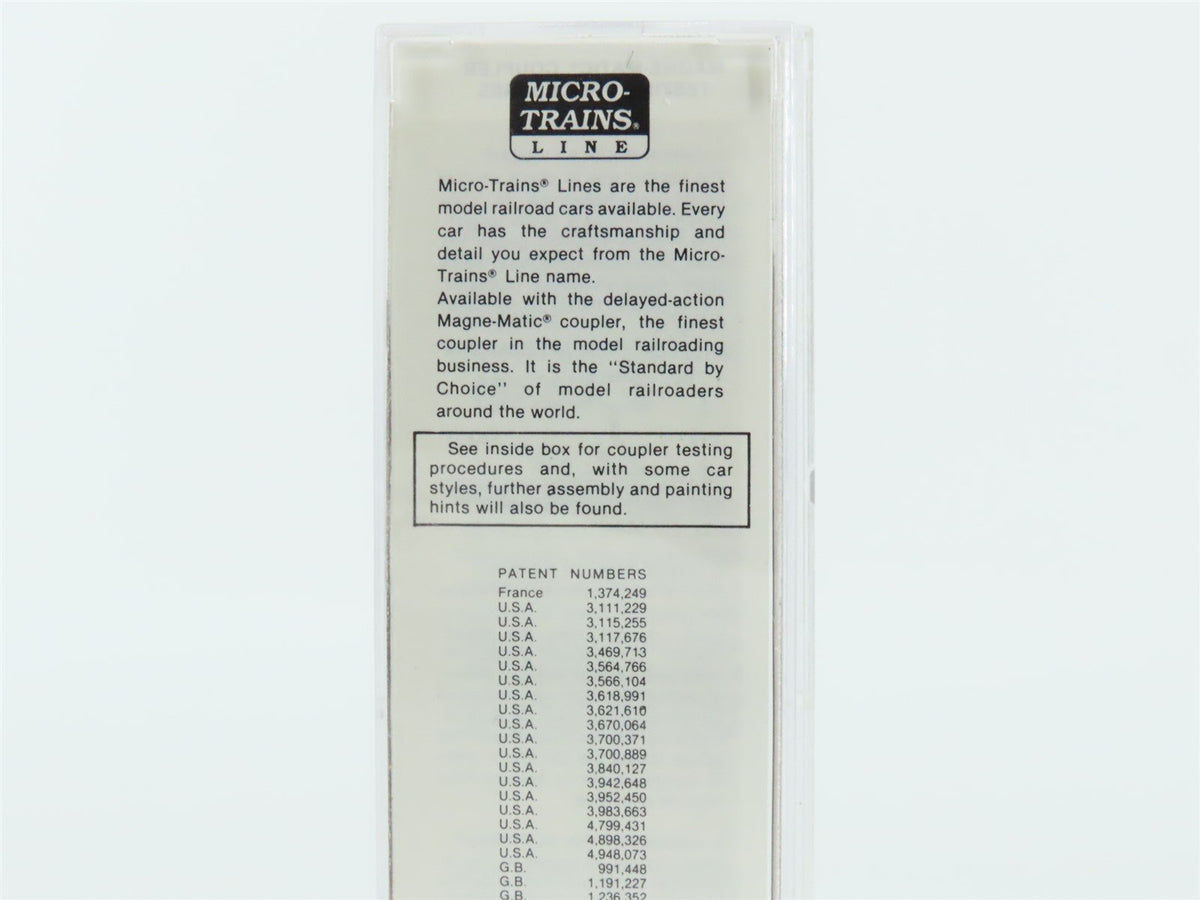 MICRO-
TRAINS®
LINE
Micro-Trains® Lines are the finest
model railroad cars available. Every
car has the craftsmanship and
detail you expect from the Micro-
Trains® Line name.
Available with the delayed-action
Magne-Matic® coupler, the finest
coupler in the model railroading
business. It is the "Standard by
Choice" of model railroaders
around the world.
See inside box for coupler testing
procedures and, with some car
styles, further assembly and painting
hints will also be found.
PATENT NUMBERS
France 1,374,249
U.S.A. 3,111,229
U.S.A. 3,115,255
U.S.A. 3,117,676
U.S.A. 3,469,713
U.S.A. 3,564,766
U.S.A. 3,566,104
U.S.A. 3,618,991
U.S.A. 3,621,610
U.S.A. 3,670,064
U.S.A. 3,700,371
U.S.A. 3,700,889
U.S.A. 3,840,127
U.S.A. 3,942,648
U.S.A. 3,952,450
U.S.A. 3,983,663
U.S.A. 4,799,431
U.S.A. 4,898,326
U.S.A. 4,948,073
G.B. 991,448
G.B. 1,191,227
G.B. 1,236,352